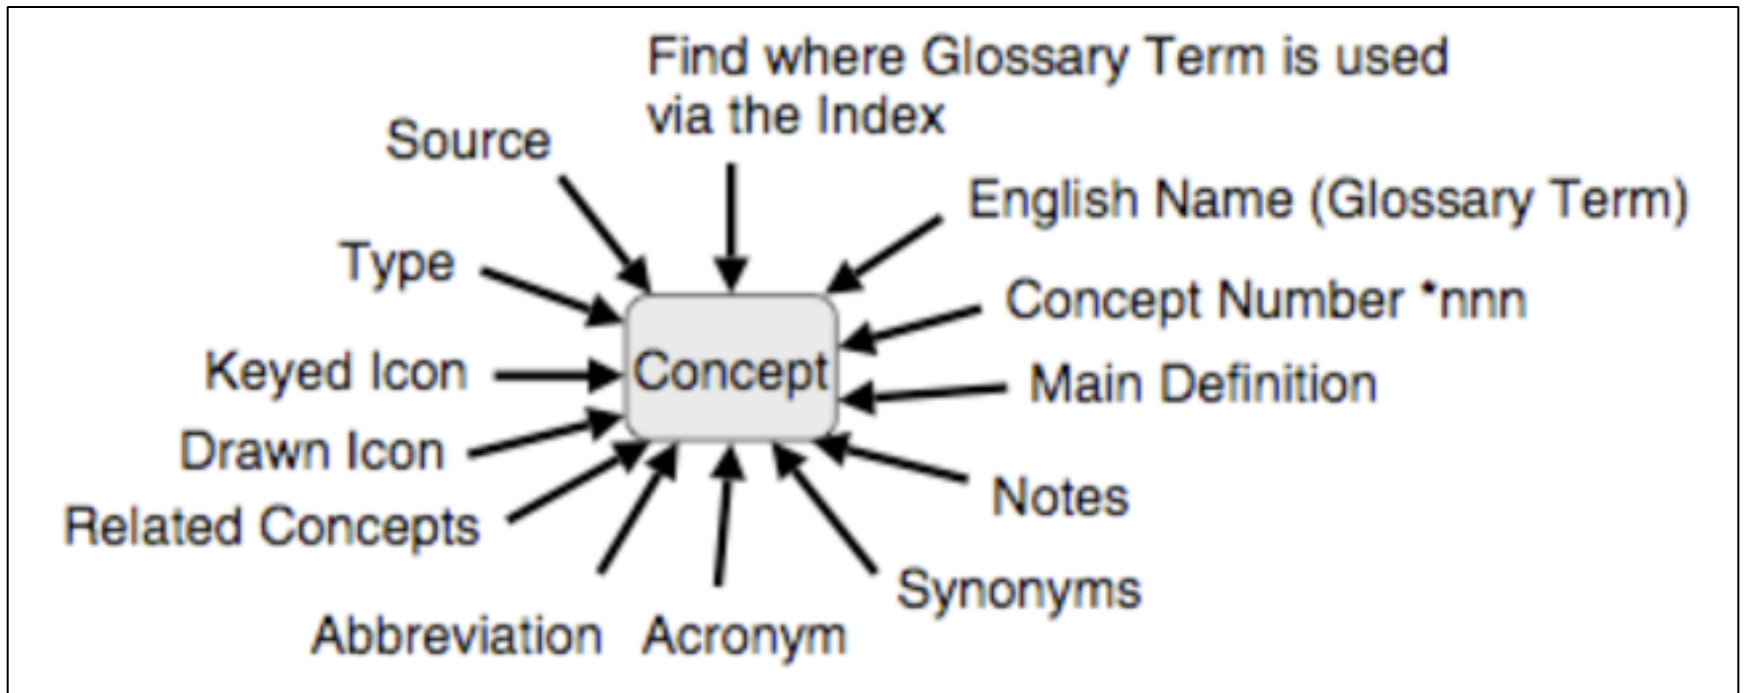 Find where Glossary Term is used
via the Index
Source
English Name (Glossary Term)
Type
Concept Number *nnn
Keyed Icon
Concept
Main Definition
Drawn Icon
Notes
Related Concepts
Synonyms
Abbreviation
Acronym